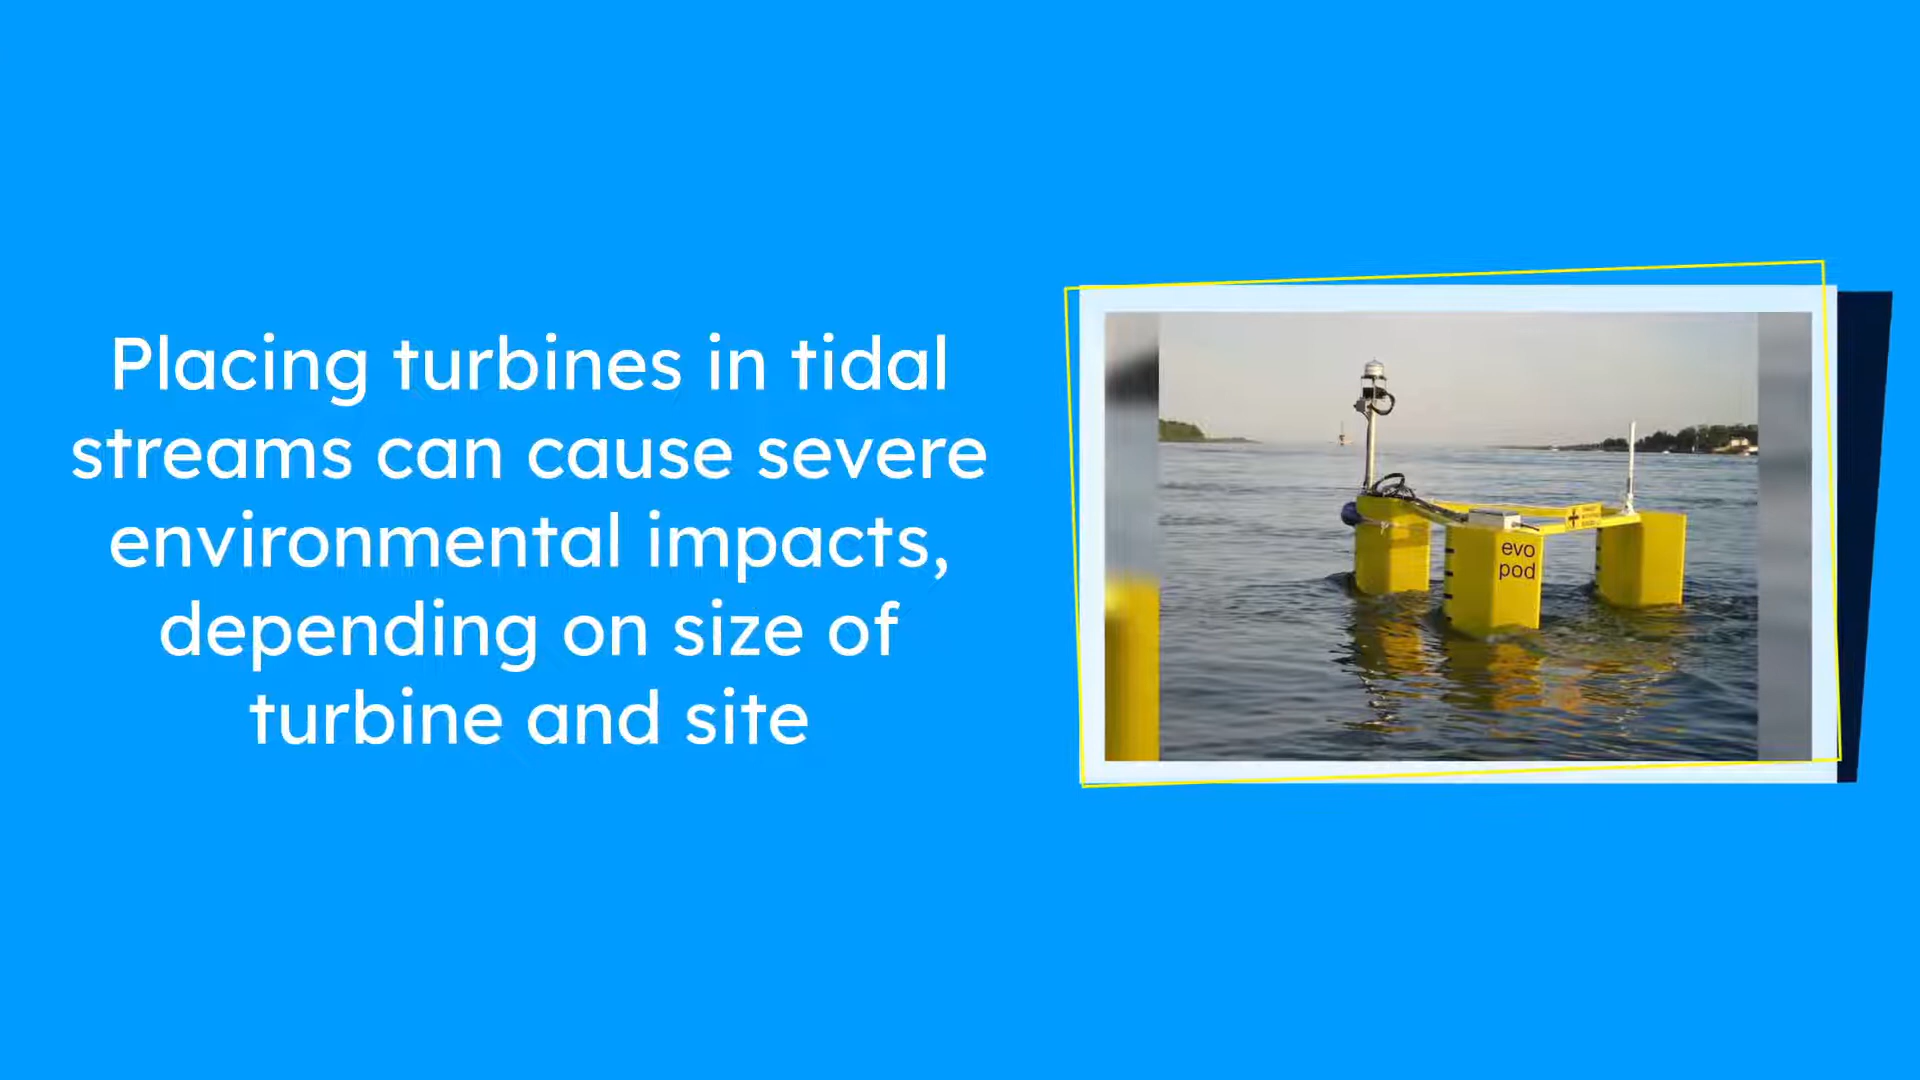 Placing turbines in tidal
streams can cause severe
environmental impacts,
depending on size of
turbine and site
evo
pod